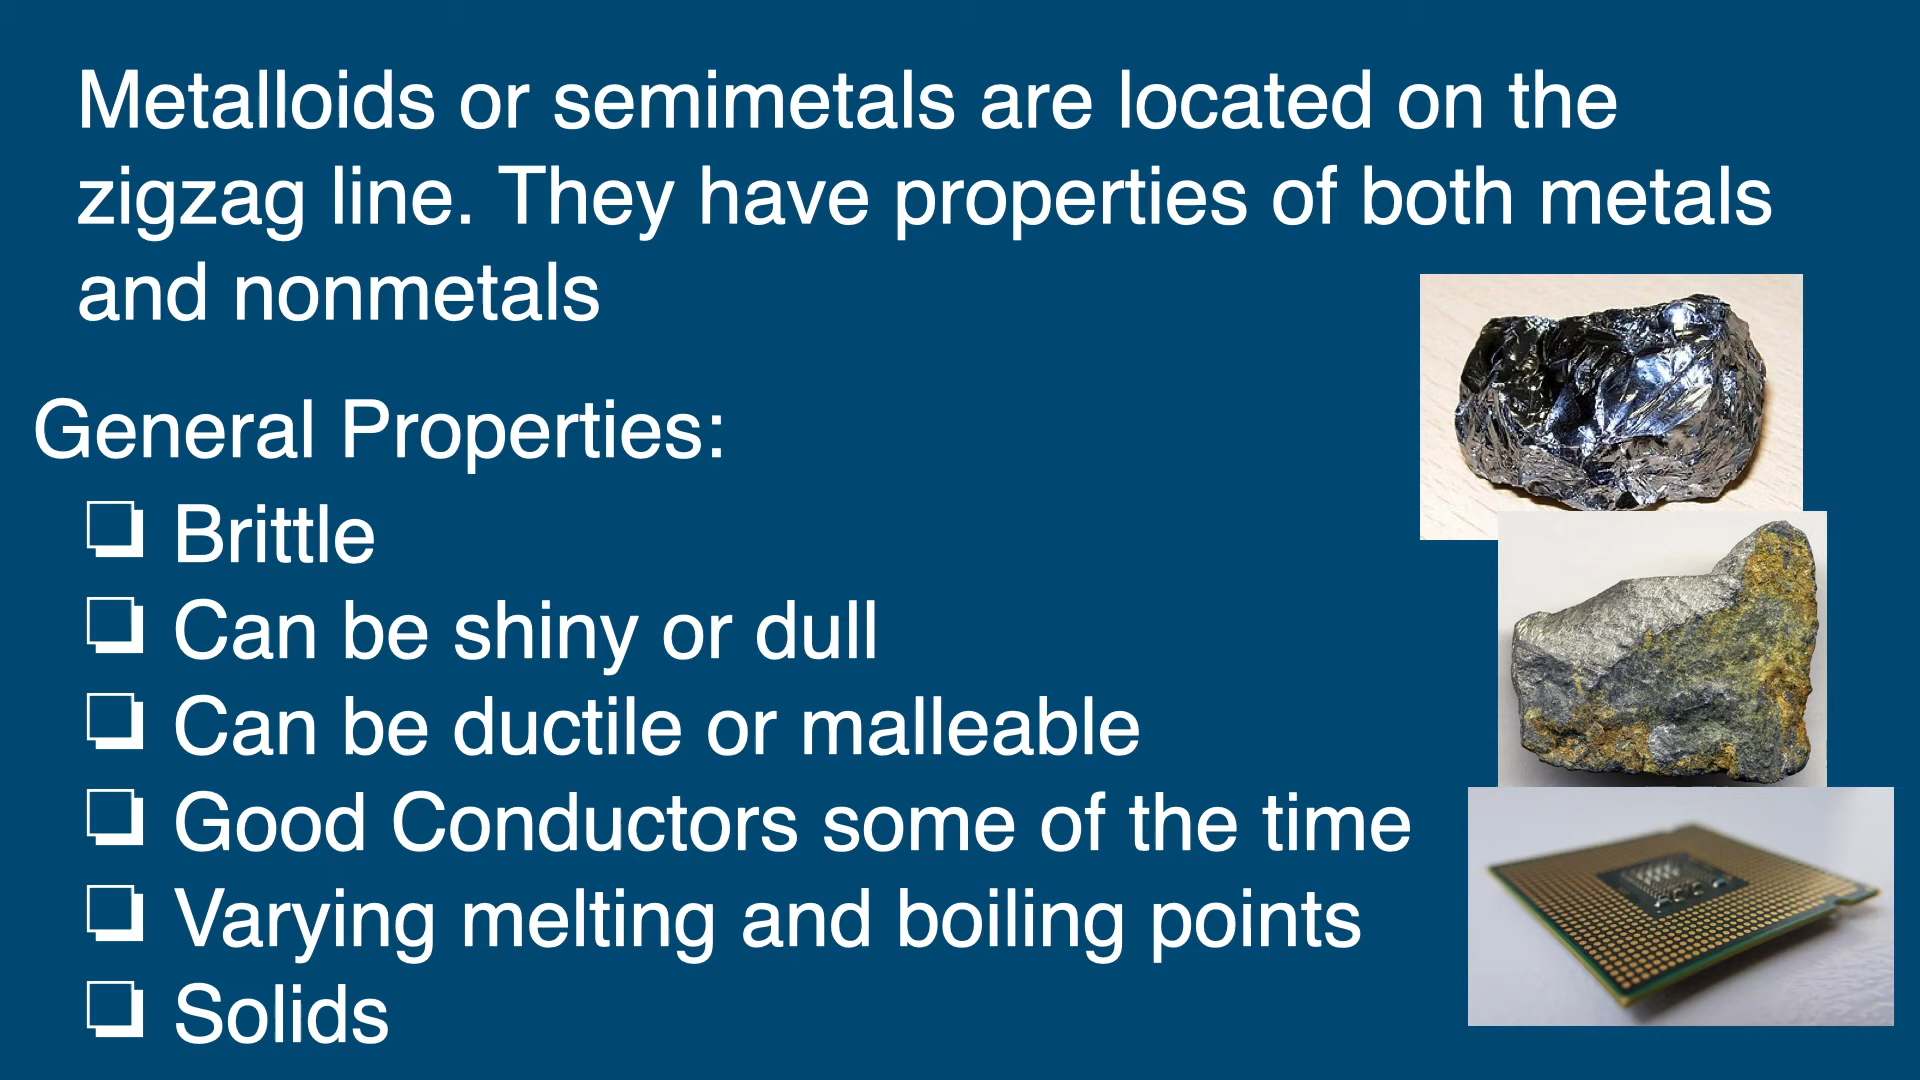 Metalloids or semimetals are located on the
zigzag line. They have properties of both metals
and nonmetals
General Properties:
❏ Brittle
❏ Can be shiny or dull
❏ Can be ductile or malleable
❏ Good Conductors some of the time
❏ Varying melting and boiling points
❏ Solids